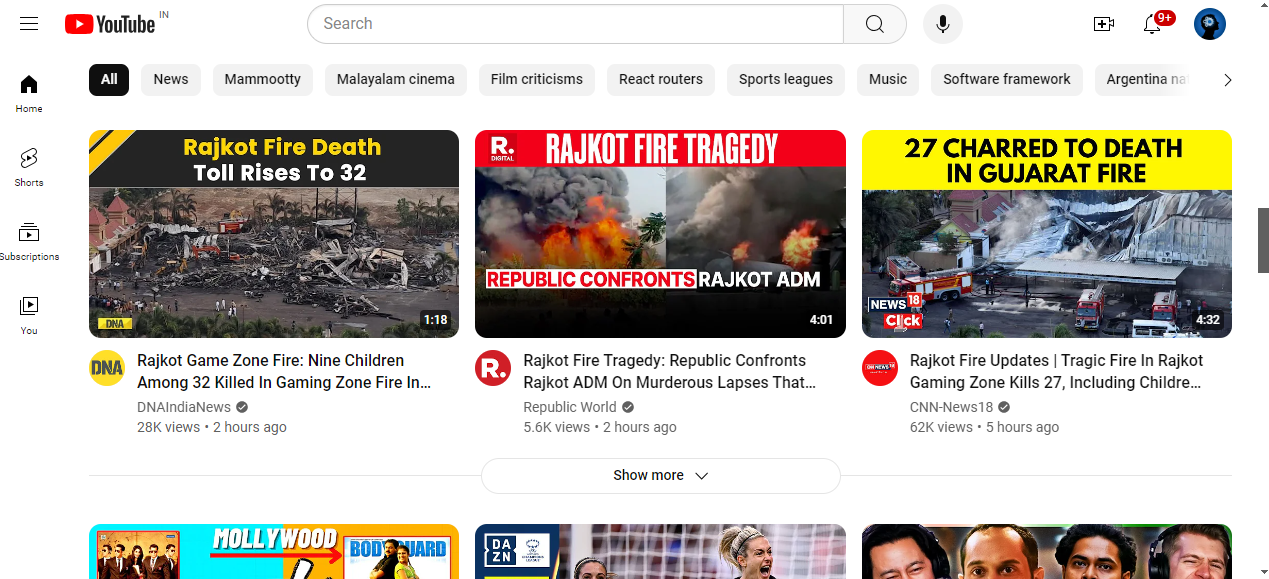 YouTube IN
Search
9+
All
News
Mammootty
Malayalam cinema
Film criticisms
React routers
Sports leagues
Music
Software framework
Argentina na
Home
Shorts
Subscriptions
You
Rajkot Fire Death
Toll Rises To 32
DNA
1:18
R.
DIGITAL
RAJKOT FIRE TRAGEDY
REPUBLIC CONFRONTS RAJKOT ADM
4:01
27 CHARRED TO DEATH
IN GUJARAT FIRE
NEWS 18
Click
4:32
DNA
Rajkot Game Zone Fire: Nine Children
Among 32 Killed In Gaming Zone Fire In...
DNAIndiaNews
28K views • 2 hours ago
R.
Rajkot Fire Tragedy: Republic Confronts
Rajkot ADM On Murderous Lapses That...
Republic World
5.6K views • 2 hours ago
Rajkot Fire Updates | Tragic Fire In Rajkot
Gaming Zone Kills 27, Including Childre...
CNN-News18
62K views • 5 hours ago
Show more
MOLLYWOOD
BODYGUARD
DA
ZN